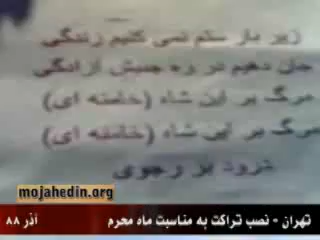 زیر بار ستم نمی کنیم زندگی
جان دهیم در ره جنبش آزادگی
مرگ بر این شاه (خامنه ای)
مرگ بر این شاه (خامنه ای)
درود بر رجوی
mojahedin.org
تهران - نصب تراکت به مناسبت ماه محرم
آذر ۸۸